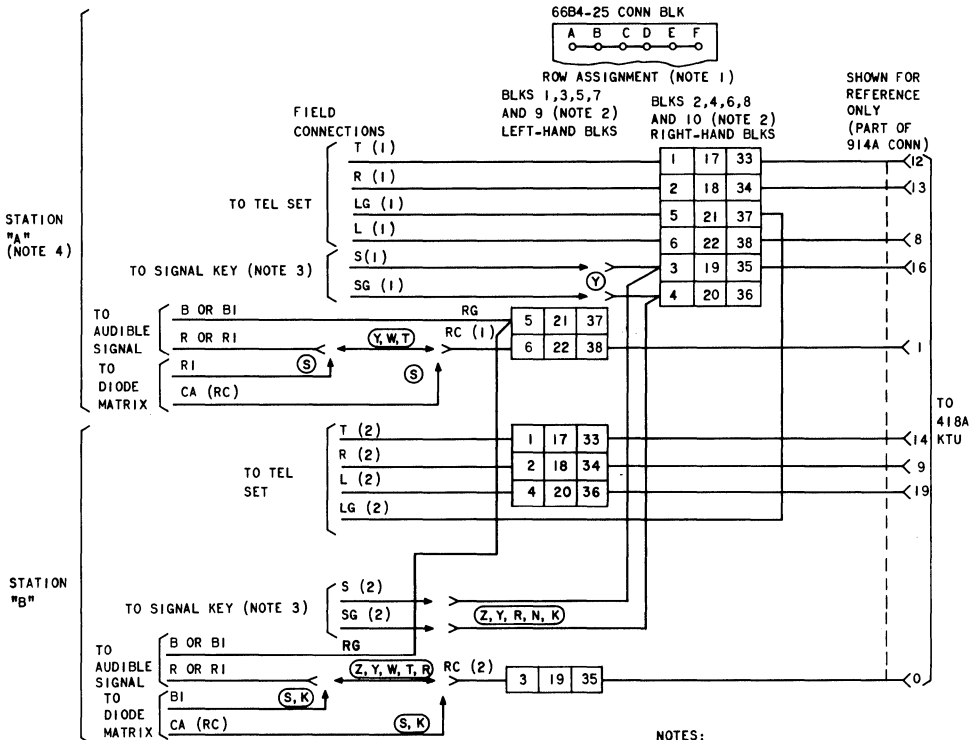 66B4-25 CONN BLK
A B C D E F
ROW ASSIGNMENT (NOTE 1)
BLKS 1,3,5,7
AND 9 (NOTE 2)
LEFT-HAND BLKS
BLKS 2,4,6,8
AND 10 (NOTE 2)
RIGHT-HAND BLKS
SHOWN FOR
REFERENCE
ONLY
(PART OF
914A CONN)
FIELD
CONNECTIONS
STATION
"A"
(NOTE 4)
TO TEL SET
T (1)
1 17 33
12
R (1)
2 18 34
13
LG (1)
5 21 37
L (1)
6 22 38
8
TO SIGNAL KEY (NOTE 3)
S(1)
Y
3 19 35
16
SG (1)
4 20 36
TO
AUDIBLE
SIGNAL
B OR B1
RG
5 21 37
R OR R1
Y, W, T
RC (1)
6 22 38
1
TO
DIODE
MATRIX
R1
S
S
CA (RC)
TO
418A
KTU
STATION
"B"
TO TEL
SET
T (2)
1 17 33
14
R (2)
2 18 34
9
L (2)
4 20 36
19
LG (2)
TO SIGNAL KEY (NOTE 3)
S (2)
SG (2)
Z, Y, R, N, K
TO
AUDIBLE
SIGNAL
B OR B1
RG
R OR R1
Z, Y, W, T, R
RC (2)
3 19 35
0
TO
DIODE
MATRIX
B1
S, K
CA (RC)
S, K
NOTES: